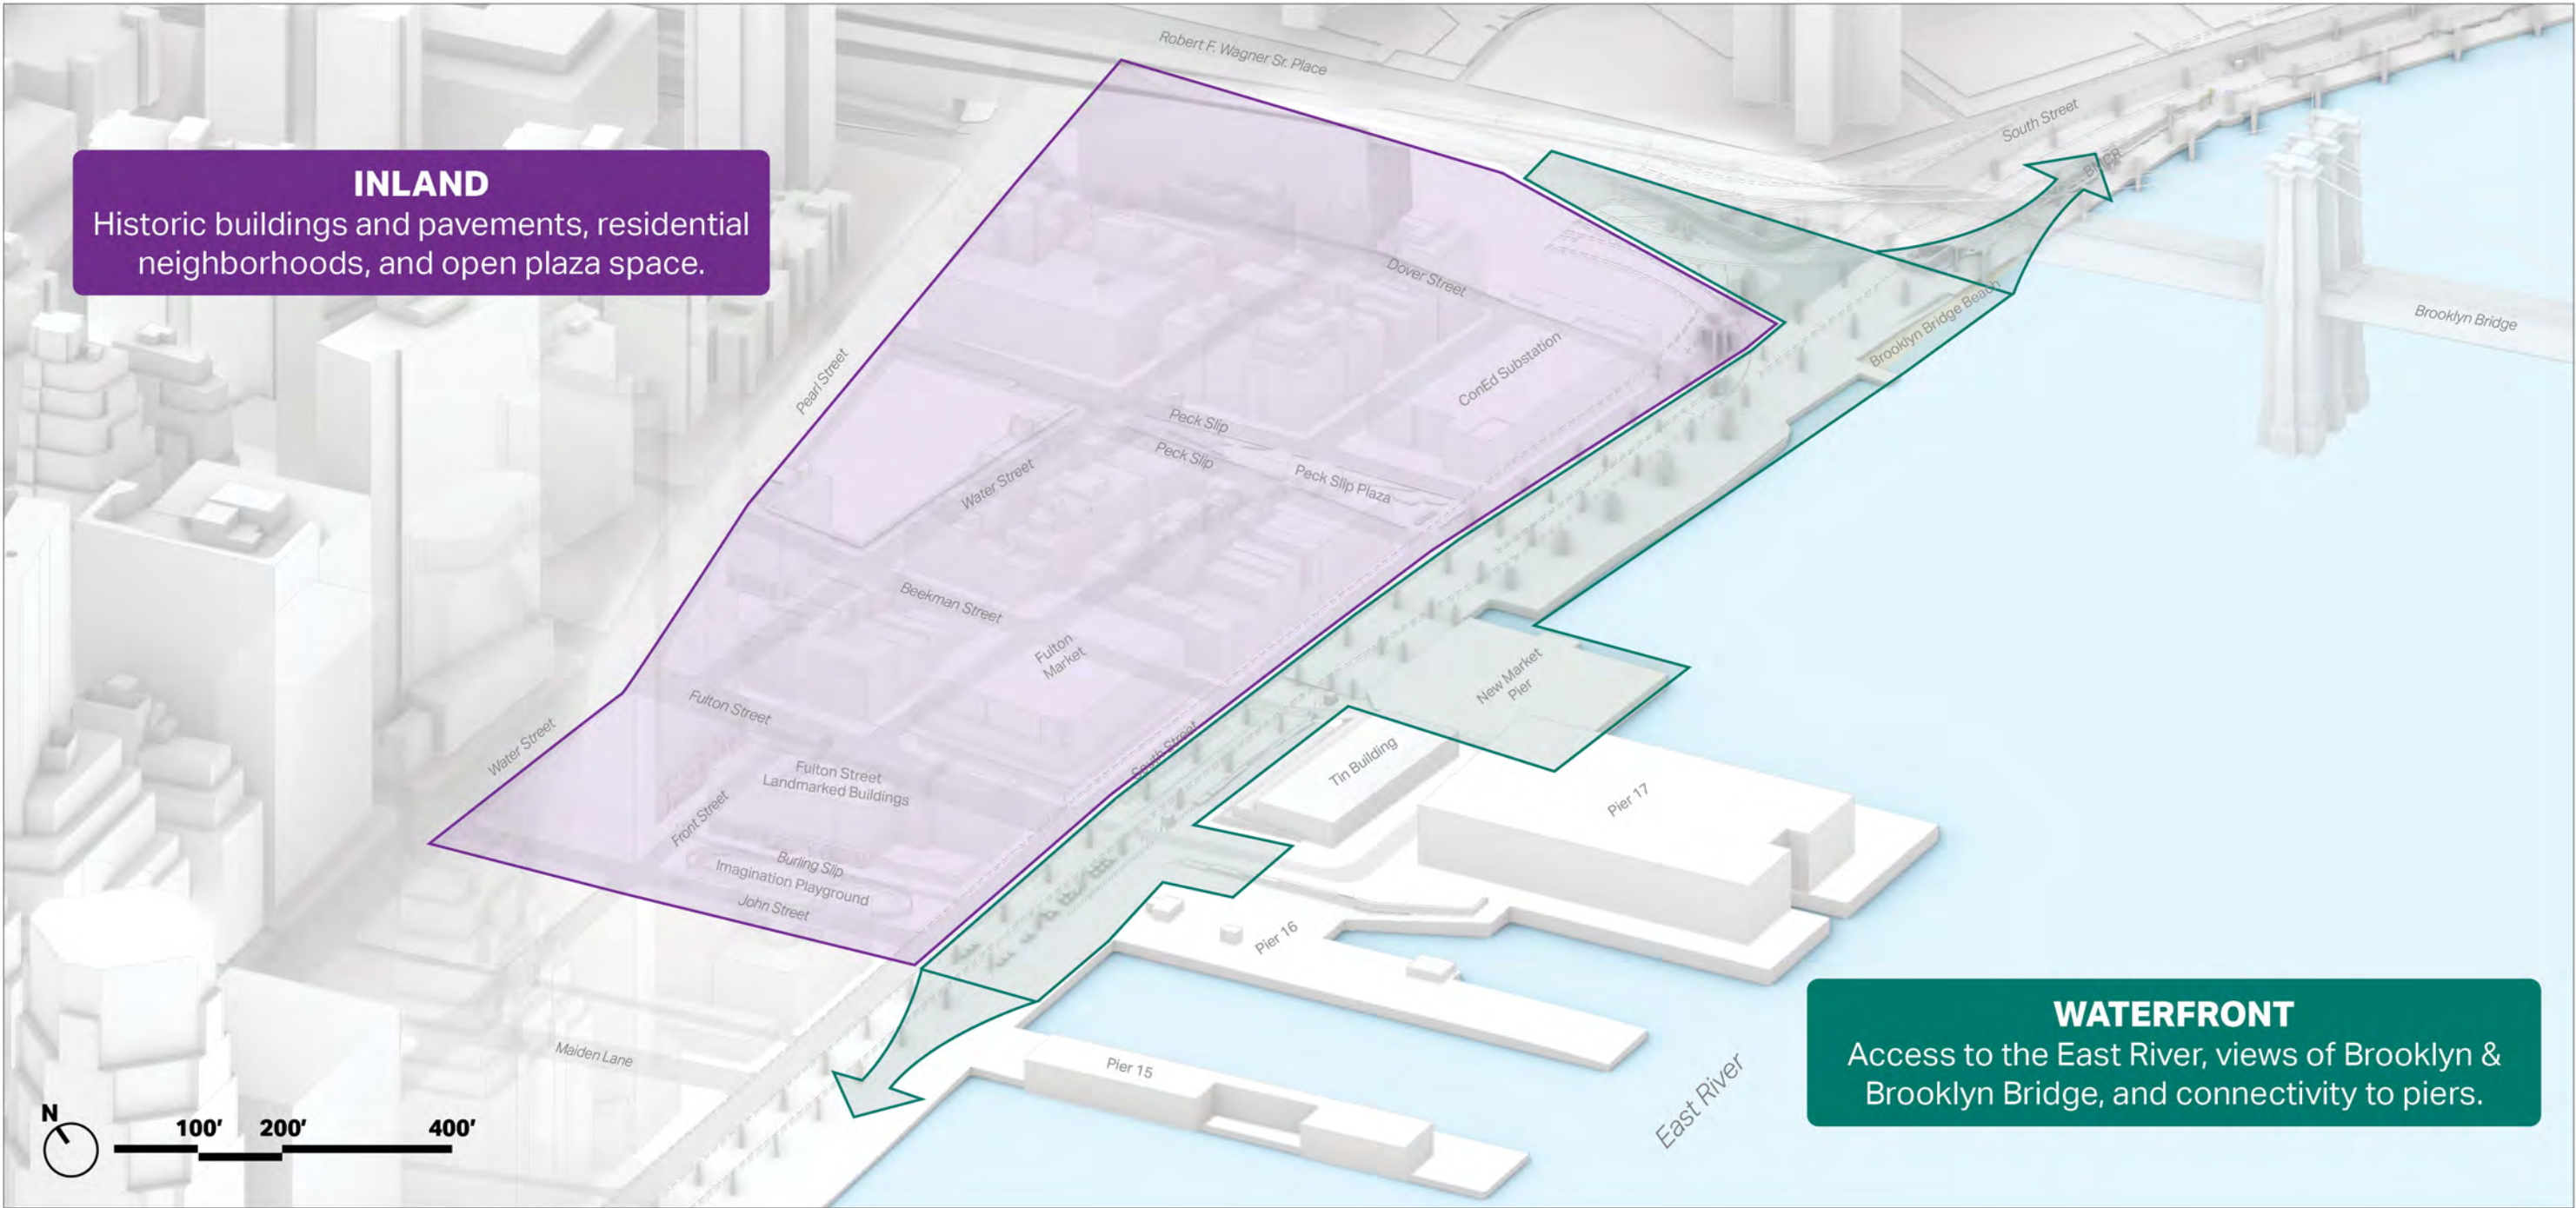 Robert F. Wagner Sr. Place
South Street
BMCR
INLAND
Historic buildings and pavements, residential
neighborhoods, and open plaza space.
Dover Street
Brooklyn Bridge Beach
Brooklyn Bridge
Pearl Street
ConEd Substation
Peck Slip
Peck Slip
Peck Slip Plaza
Water Street
Beekman Street
Fulton
Market
New Market
Pier
Fulton Street
Water Street
South Street
Tin Building
Fulton Street
Landmarked Buildings
Pier 17
Front Street
Burling Slip
Imagination Playground
John Street
Pier 16
WATERFRONT
Access to the East River, views of Brooklyn &
Brooklyn Bridge, and connectivity to piers.
Maiden Lane
Pier 15
East River
N
100' 200' 400'